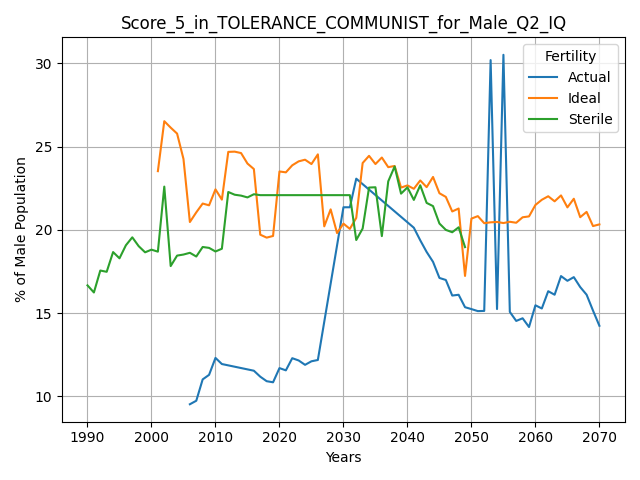 Score_5_in_TOLERANCE_COMMUNIST_for_Male_Q2_IQ
Fertility
Actual
Ideal
Sterile
% of Male Population
30
25
20
15
10
1990 2000 2010 2020 2030 2040 2050 2060 2070
Years